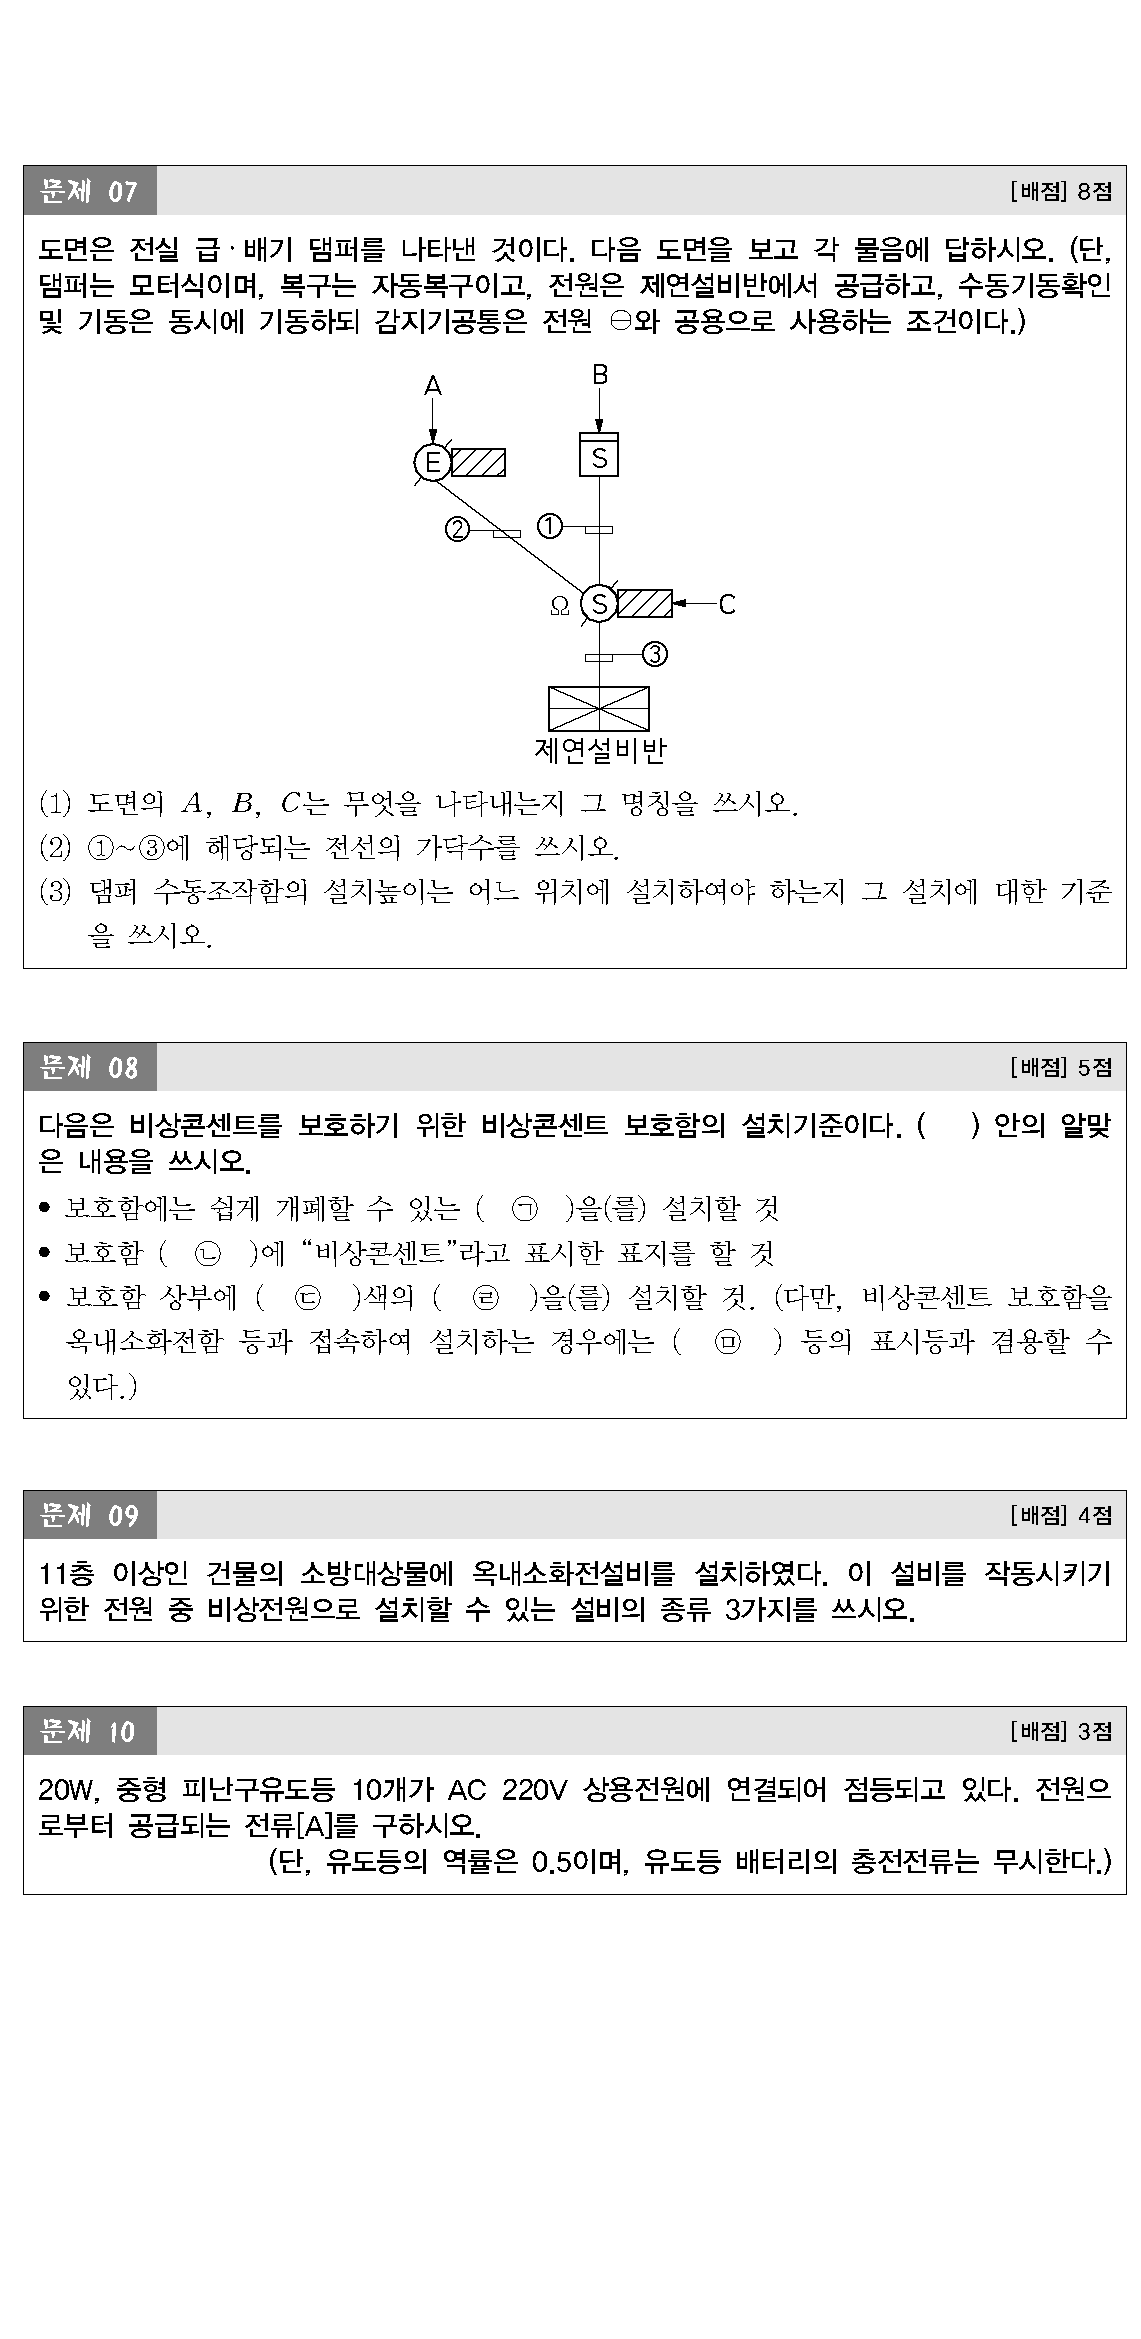 문제 07 [배점] 8점
도면은 전실 급·배기 댐퍼를 나타낸 것이다. 다음 도면을 보고 각 물음에 답하시오. (단,
댐퍼는 모터식이며, 복구는 자동복구이고, 전원은 제연설비반에서 공급하고, 수동기동확인
및 기동은 동시에 기동하되 감지기공통은 전원 ㊀와 공용으로 사용하는 조건이다.)
A
B
E
S
②
①
Ω
S
C
③
제연설비반
(1) 도면의 A, B, C는 무엇을 나타내는지 그 명칭을 쓰시오.
(2) ①~③에 해당되는 전선의 가닥수를 쓰시오.
(3) 댐퍼 수동조작함의 설치높이는 어느 위치에 설치하여야 하는지 그 설치에 대한 기준
을 쓰시오.
문제 08 [배점] 5점
다음은 비상콘센트를 보호하기 위한 비상콘센트 보호함의 설치기준이다. ( ) 안의 알맞
은 내용을 쓰시오.
• 보호함에는 쉽게 개폐할 수 있는 ( ㉠ )을(를) 설치할 것
• 보호함 ( ㉡ )에 “비상콘센트”라고 표시한 표지를 할 것
• 보호함 상부에 ( ㉢ )색의 ( ㉣ )을(를) 설치할 것. (다만, 비상콘센트 보호함을
옥내소화전함 등과 접속하여 설치하는 경우에는 ( ㉤ ) 등의 표시등과 겸용할 수
있다.)
문제 09 [배점] 4점
11층 이상인 건물의 소방대상물에 옥내소화전설비를 설치하였다. 이 설비를 작동시키기
위한 전원 중 비상전원으로 설치할 수 있는 설비의 종류 3가지를 쓰시오.
문제 10 [배점] 3점
20W, 중형 피난구유도등 10개가 AC 220V 상용전원에 연결되어 점등되고 있다. 전원으
로부터 공급되는 전류[A]를 구하시오.
(단, 유도등의 역률은 0.5이며, 유도등 배터리의 충전전류는 무시한다.)